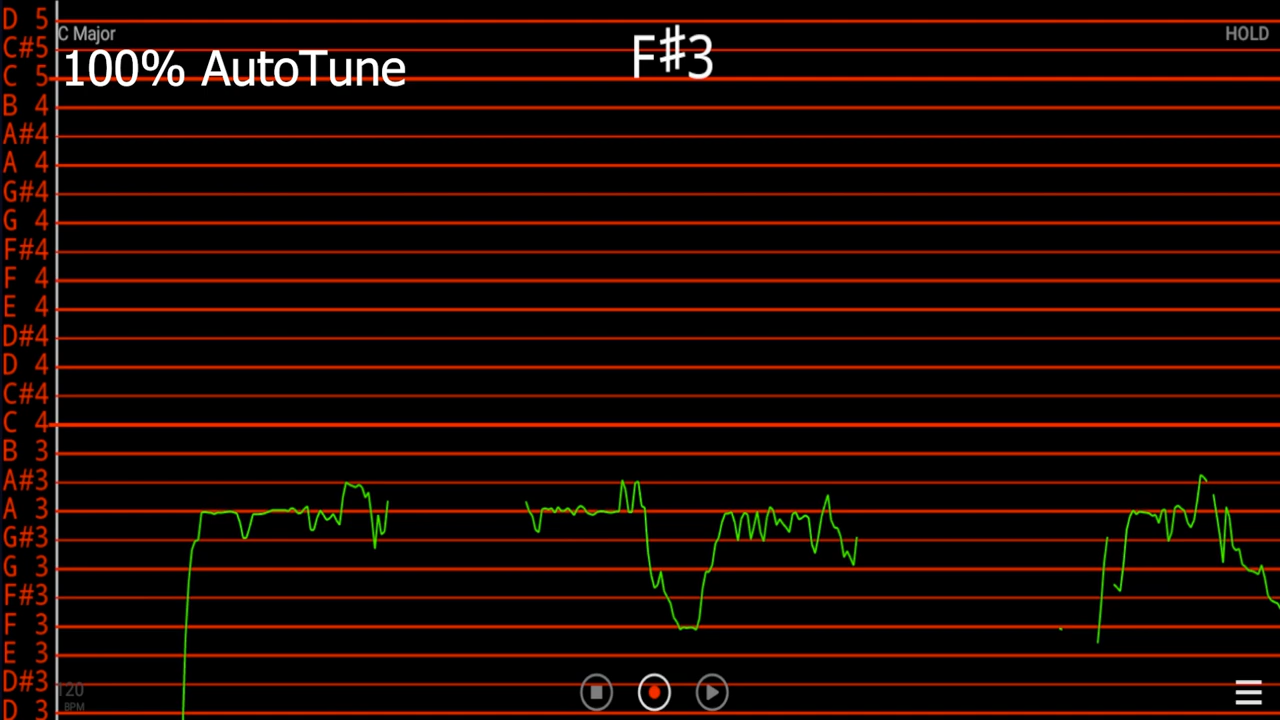 D 5
C Major
F♯3
HOLD
C#5
100% AutoTune
C 5
B 4
A#4
A 4
G#4
G 4
F#4
F 4
E 4
D#4
D 4
C#4
C 4
B 3
A#3
A 3
G#3
G 3
F#3
F 3
E 3
D#3
120
BPM
D 3